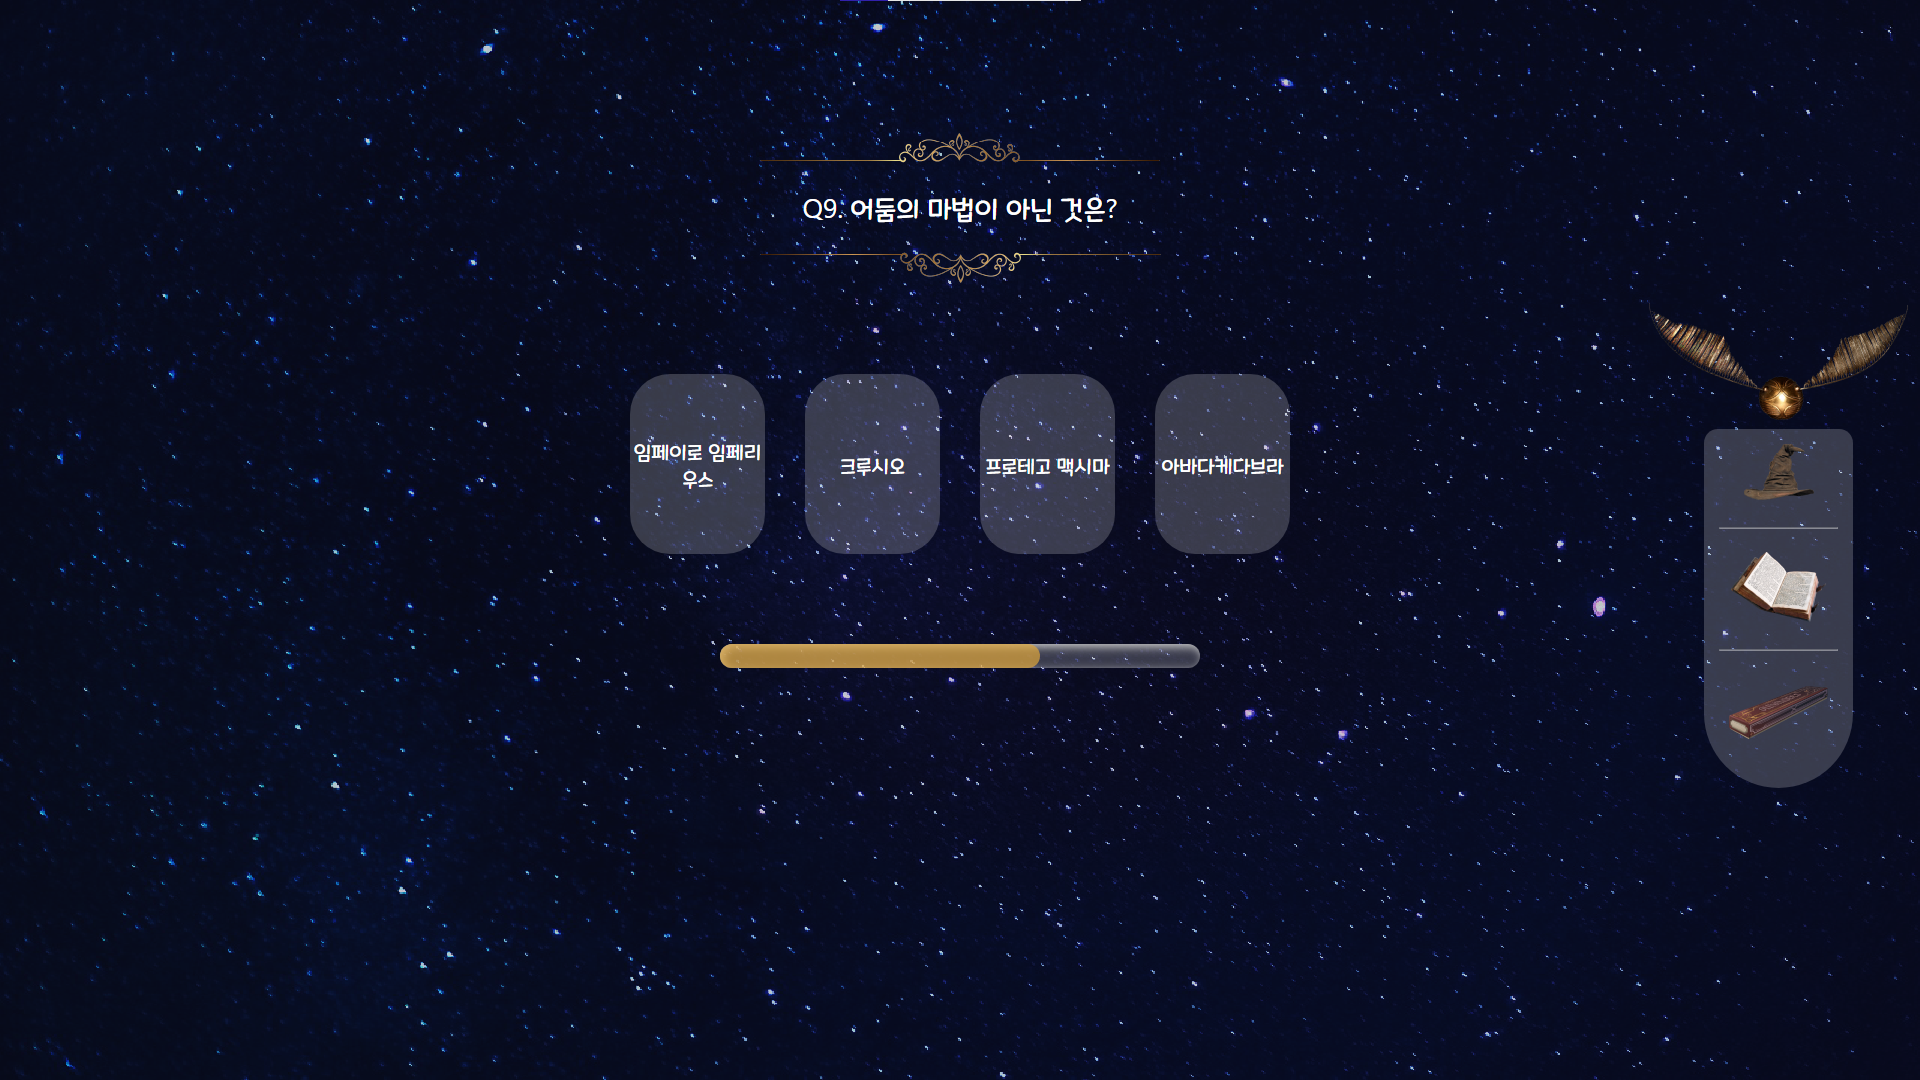 Q9. 어둠의 마법이 아닌 것은?
임페이로 임페리
우스
크루시오
프로테고 맥시마
아바다케다브라